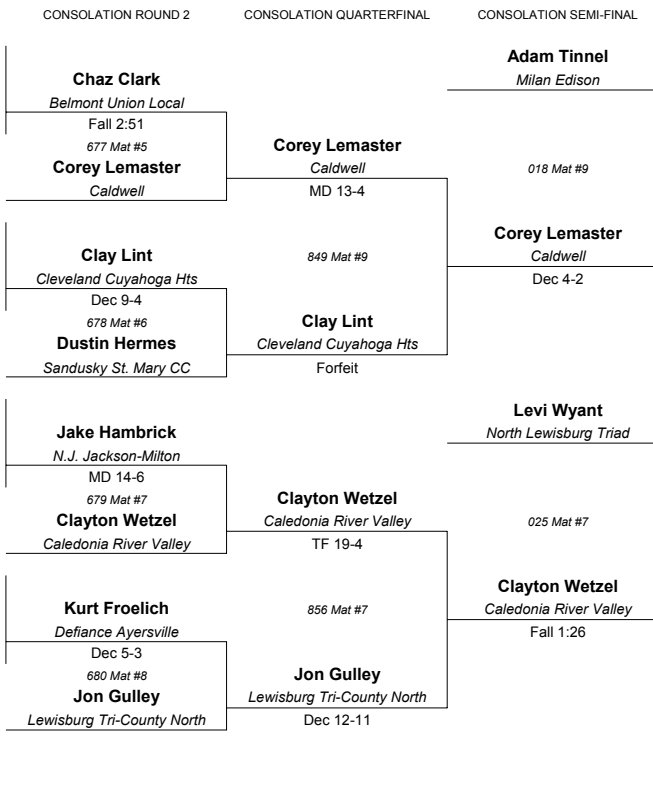 CONSOLATION ROUND 2
CONSOLATION QUARTERFINAL
CONSOLATION SEMI-FINAL
Adam Tinnel
Milan Edison
Chaz Clark
Belmont Union Local
Fall 2:51
677 Mat #5
Corey Lemaster
Caldwell
Corey Lemaster
Caldwell
MD 13-4
018 Mat #9
Corey Lemaster
Caldwell
Dec 4-2
Clay Lint
Cleveland Cuyahoga Hts
Dec 9-4
678 Mat #6
Dustin Hermes
Sandusky St. Mary CC
849 Mat #9
Clay Lint
Cleveland Cuyahoga Hts
Forfeit
Levi Wyant
North Lewisburg Triad
Jake Hambrick
N.J. Jackson-Milton
MD 14-6
679 Mat #7
Clayton Wetzel
Caledonia River Valley
Clayton Wetzel
Caledonia River Valley
TF 19-4
025 Mat #7
Clayton Wetzel
Caledonia River Valley
Fall 1:26
Kurt Froelich
Defiance Ayersville
Dec 5-3
680 Mat #8
Jon Gulley
Lewisburg Tri-County North
856 Mat #7
Jon Gulley
Lewisburg Tri-County North
Dec 12-11